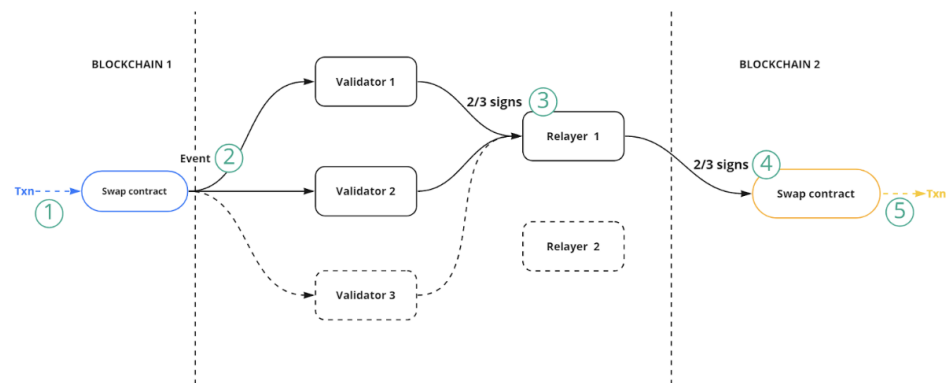 BLOCKCHAIN 1
BLOCKCHAIN 2
Validator 1
2/3 signs 3
Relayer 1
Event 2
2/3 signs 4
Txn
1
Swap contract
Validator 2
Swap contract
Txn
5
Relayer 2
Validator 3